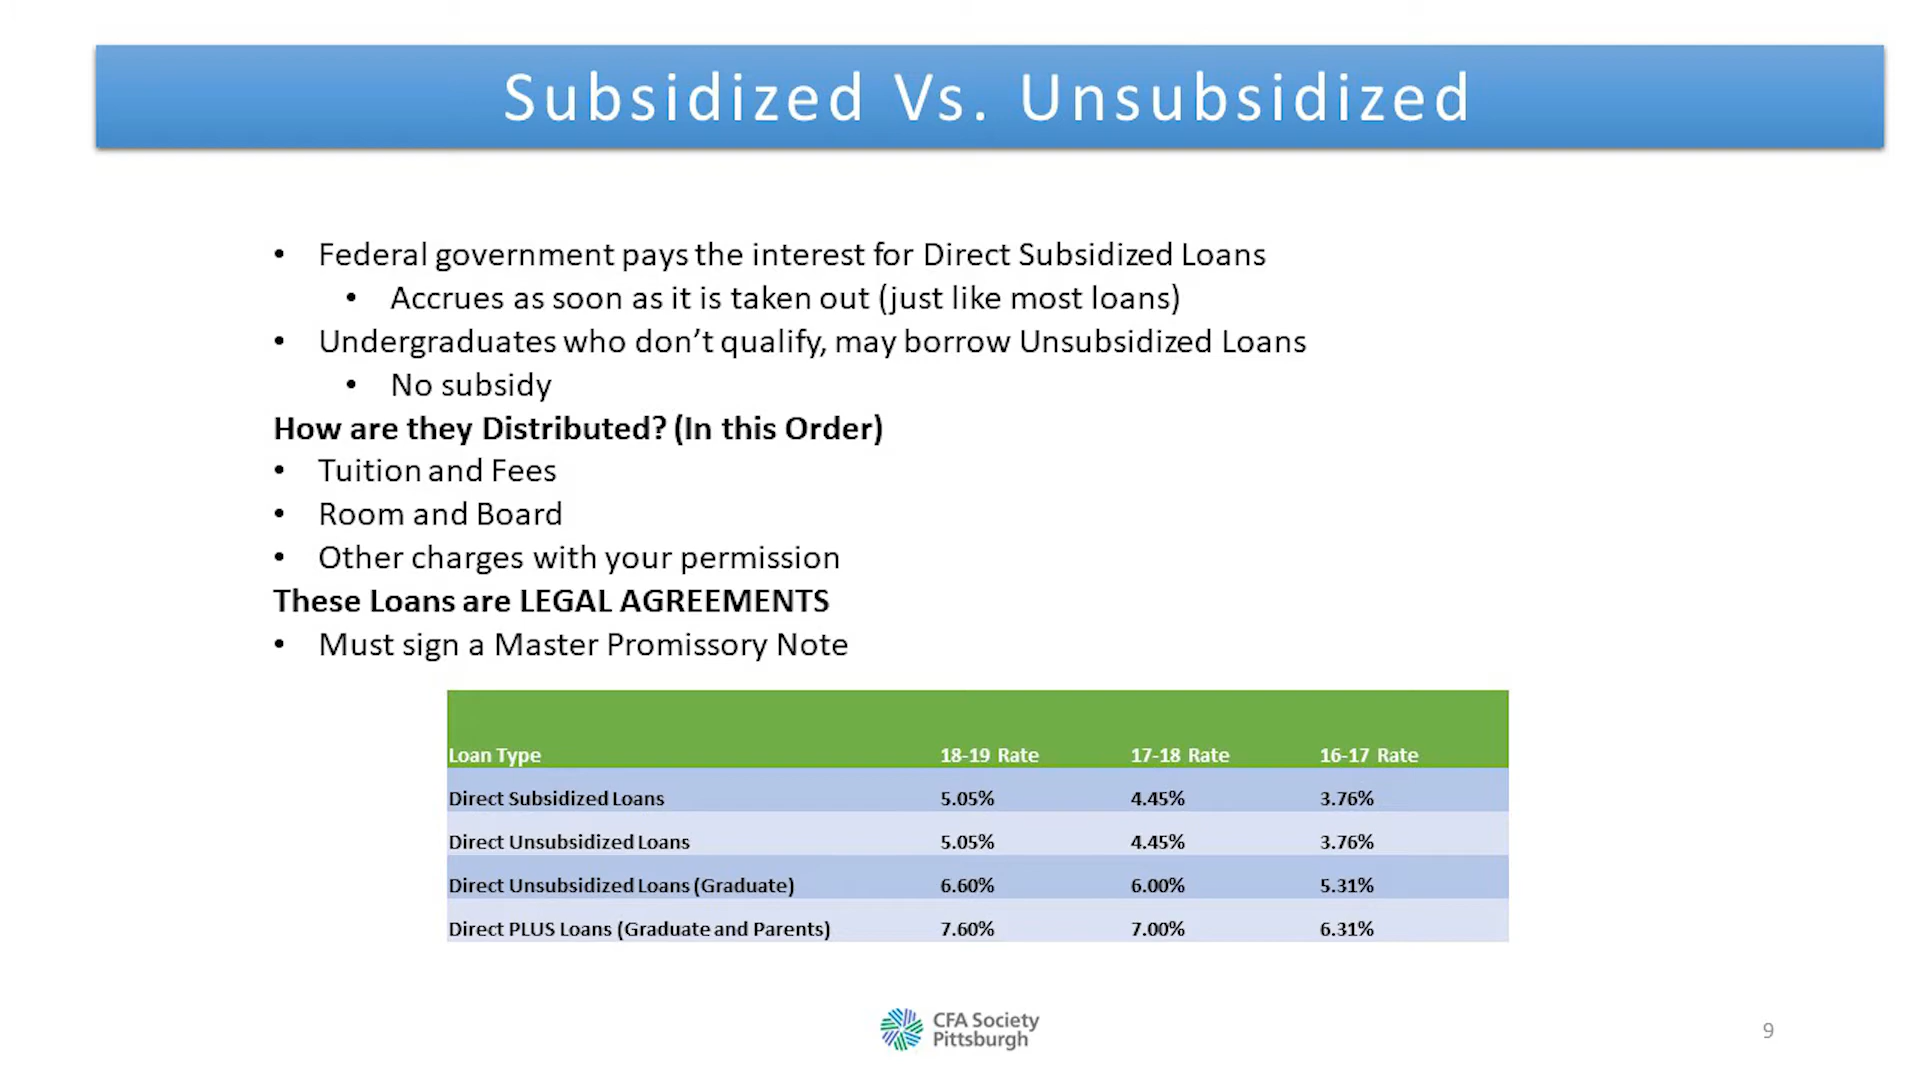 Subsidized Vs. Unsubsidized
• Federal government pays the interest for Direct Subsidized Loans
• Accrues as soon as it is taken out (just like most loans)
• Undergraduates who don’t qualify, may borrow Unsubsidized Loans
• No subsidy
How are they Distributed? (In this Order)
• Tuition and Fees
• Room and Board
• Other charges with your permission
These Loans are LEGAL AGREEMENTS
• Must sign a Master Promissory Note
Loan Type 18-19 Rate 17-18 Rate 16-17 Rate
Direct Subsidized Loans 5.05% 4.45% 3.76%
Direct Unsubsidized Loans 5.05% 4.45% 3.76%
Direct Unsubsidized Loans (Graduate) 6.60% 6.00% 5.31%
Direct PLUS Loans (Graduate and Parents) 7.60% 7.00% 6.31%
CFA Society
Pittsburgh
9